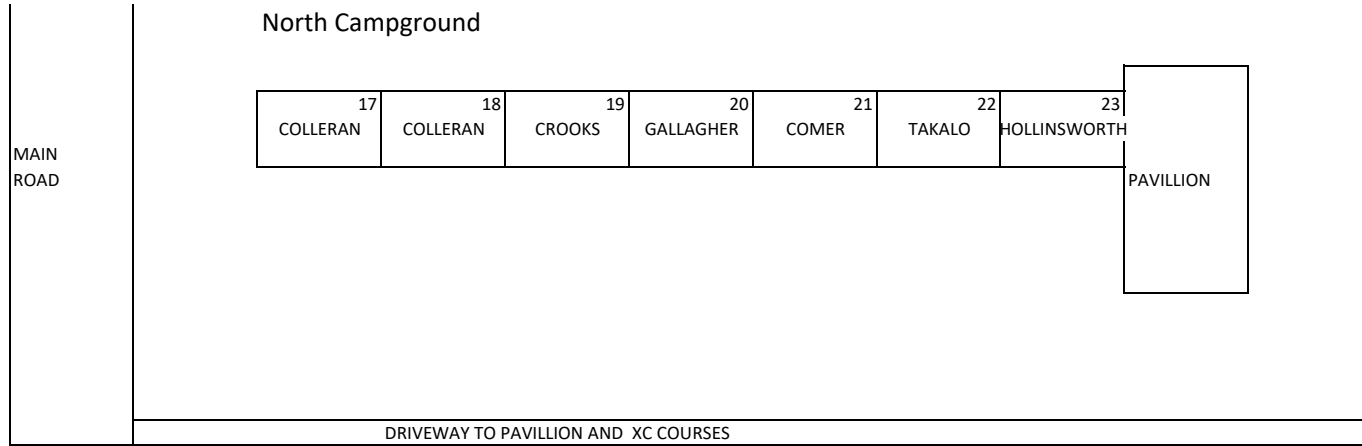 North Campground
17 18 19 20 21 22 23
COLLERAN COLLERAN CROOKS GALLAGHER COMER TAKALO HOLLINSWORTH
MAIN
ROAD
PAVILLION
DRIVEWAY TO PAVILLION AND XC COURSES